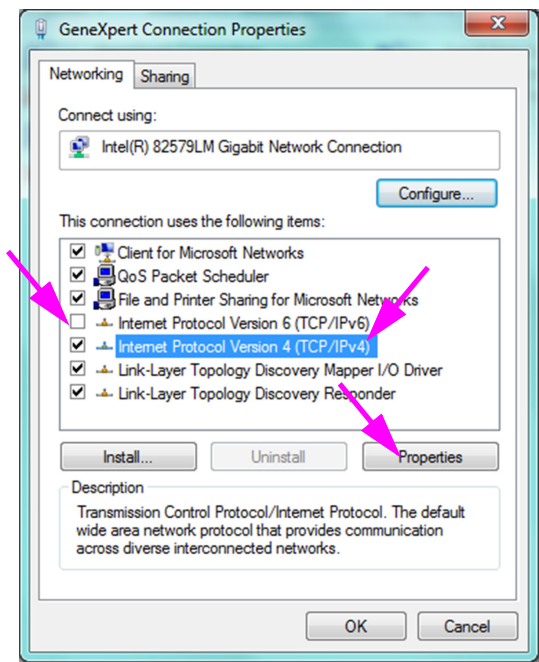 GeneXpert Connection Properties
Networking
Sharing
Connect using:
Intel(R) 82579LM Gigabit Network Connection
Configure...
This connection uses the following items:
Client for Microsoft Networks
QoS Packet Scheduler
File and Printer Sharing for Microsoft Networks
Internet Protocol Version 6 (TCP/IPv6)
Internet Protocol Version 4 (TCP/IPv4)
Link-Layer Topology Discovery Mapper I/O Driver
Link-Layer Topology Discovery Responder
Install...
Uninstall
Properties
Description
Transmission Control Protocol/Internet Protocol. The default
wide area network protocol that provides communication
across diverse interconnected networks.
OK
Cancel